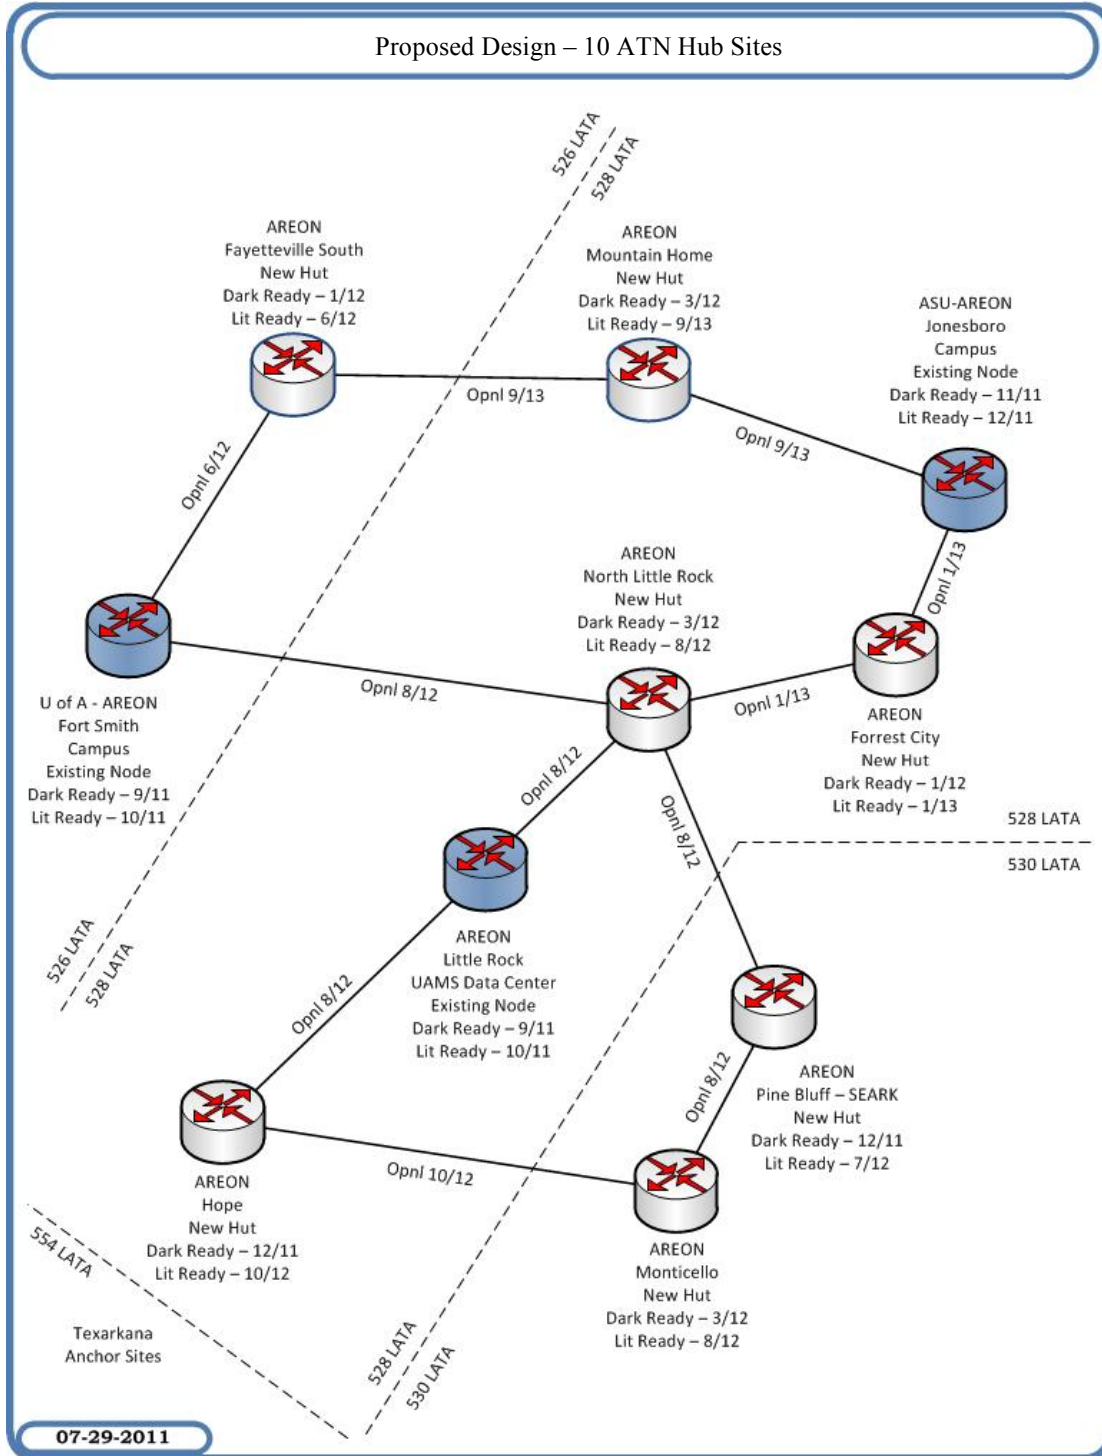 Proposed Design – 10 ATN Hub Sites
526 LATA
528 LATA
AREON
Fayetteville South
New Hut
Dark Ready – 1/12
Lit Ready – 6/12
AREON
Mountain Home
New Hut
Dark Ready – 3/12
Lit Ready – 9/13
ASU-AREON
Jonesboro
Campus
Existing Node
Dark Ready – 11/11
Lit Ready – 12/11
Opnl 9/13
Opnl 9/13
Opnl 6/12
Opnl 1/13
AREON
North Little Rock
New Hut
Dark Ready – 3/12
Lit Ready – 8/12
Opnl 8/12
Opnl 1/13
U of A - AREON
Fort Smith
Campus
Existing Node
Dark Ready – 9/11
Lit Ready – 10/11
AREON
Forrest City
New Hut
Dark Ready – 1/12
Lit Ready – 1/13
Opnl 8/12
Opnl 8/12
528 LATA
530 LATA
526 LATA
528 LATA
AREON
Little Rock
UAMS Data Center
Existing Node
Dark Ready – 9/11
Lit Ready – 10/11
Opnl 8/12
Opnl 8/12
AREON
Pine Bluff – SEARK
New Hut
Dark Ready – 12/11
Lit Ready – 7/12
Opnl 10/12
AREON
Hope
New Hut
Dark Ready – 12/11
Lit Ready – 10/12
AREON
Monticello
New Hut
Dark Ready – 3/12
Lit Ready – 8/12
554 LATA
Texarkana
Anchor Sites
528 LATA
530 LATA
07-29-2011